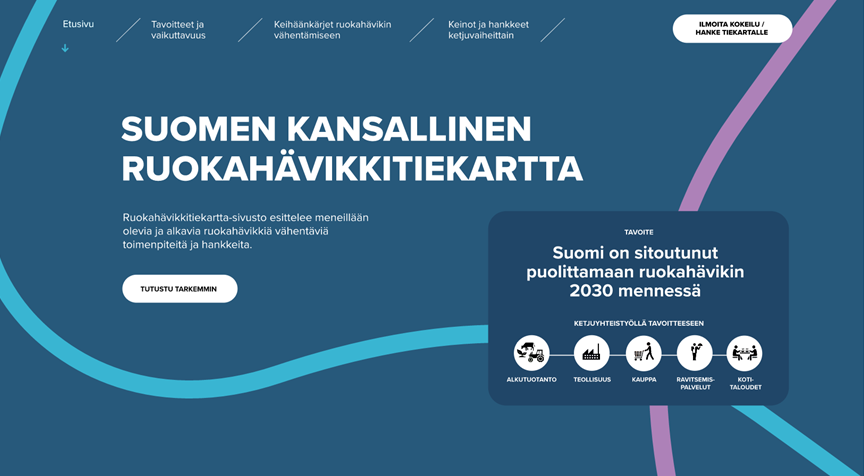 Etusivu
Tavoitteet ja
vaikuttavuus
Keihäänkärjet ruokahävikin
vähentämiseen
Keinot ja hankkeet
ketjuvaiheittain
ILMOITA KOKEILU /
HANKE TIEKARTALLE
SUOMEN KANSALLINEN
RUOKAHÄVIKKITIEKARTTA
Ruokahävikkitiekartta-sivusto esittelee meneillään
olevia ja alkavia ruokahävikkiä vähentäviä
toimenpiteitä ja hankkeita.
TUTUSTU TARKEMMIN
TAVOITE
Suomi on sitoutunut
puolittamaan ruokahävikin
2030 mennessä
KETJUYHTEISTYÖLLÄ TAVOITTEESEEN
ALKUTUOTANTO
TEOLLISUUS
KAUPPA
RAVITSEMIS-
PALVELUT
KOTI-
TALOUDET